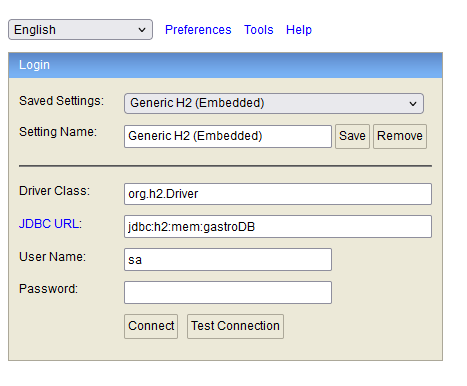 English Preferences Tools Help
Login
Saved Settings: Generic H2 (Embedded)
Setting Name: Generic H2 (Embedded) Save Remove
Driver Class: org.h2.Driver
JDBC URL: jdbc:h2:mem:gastroDB
User Name: sa
Password:
Connect Test Connection